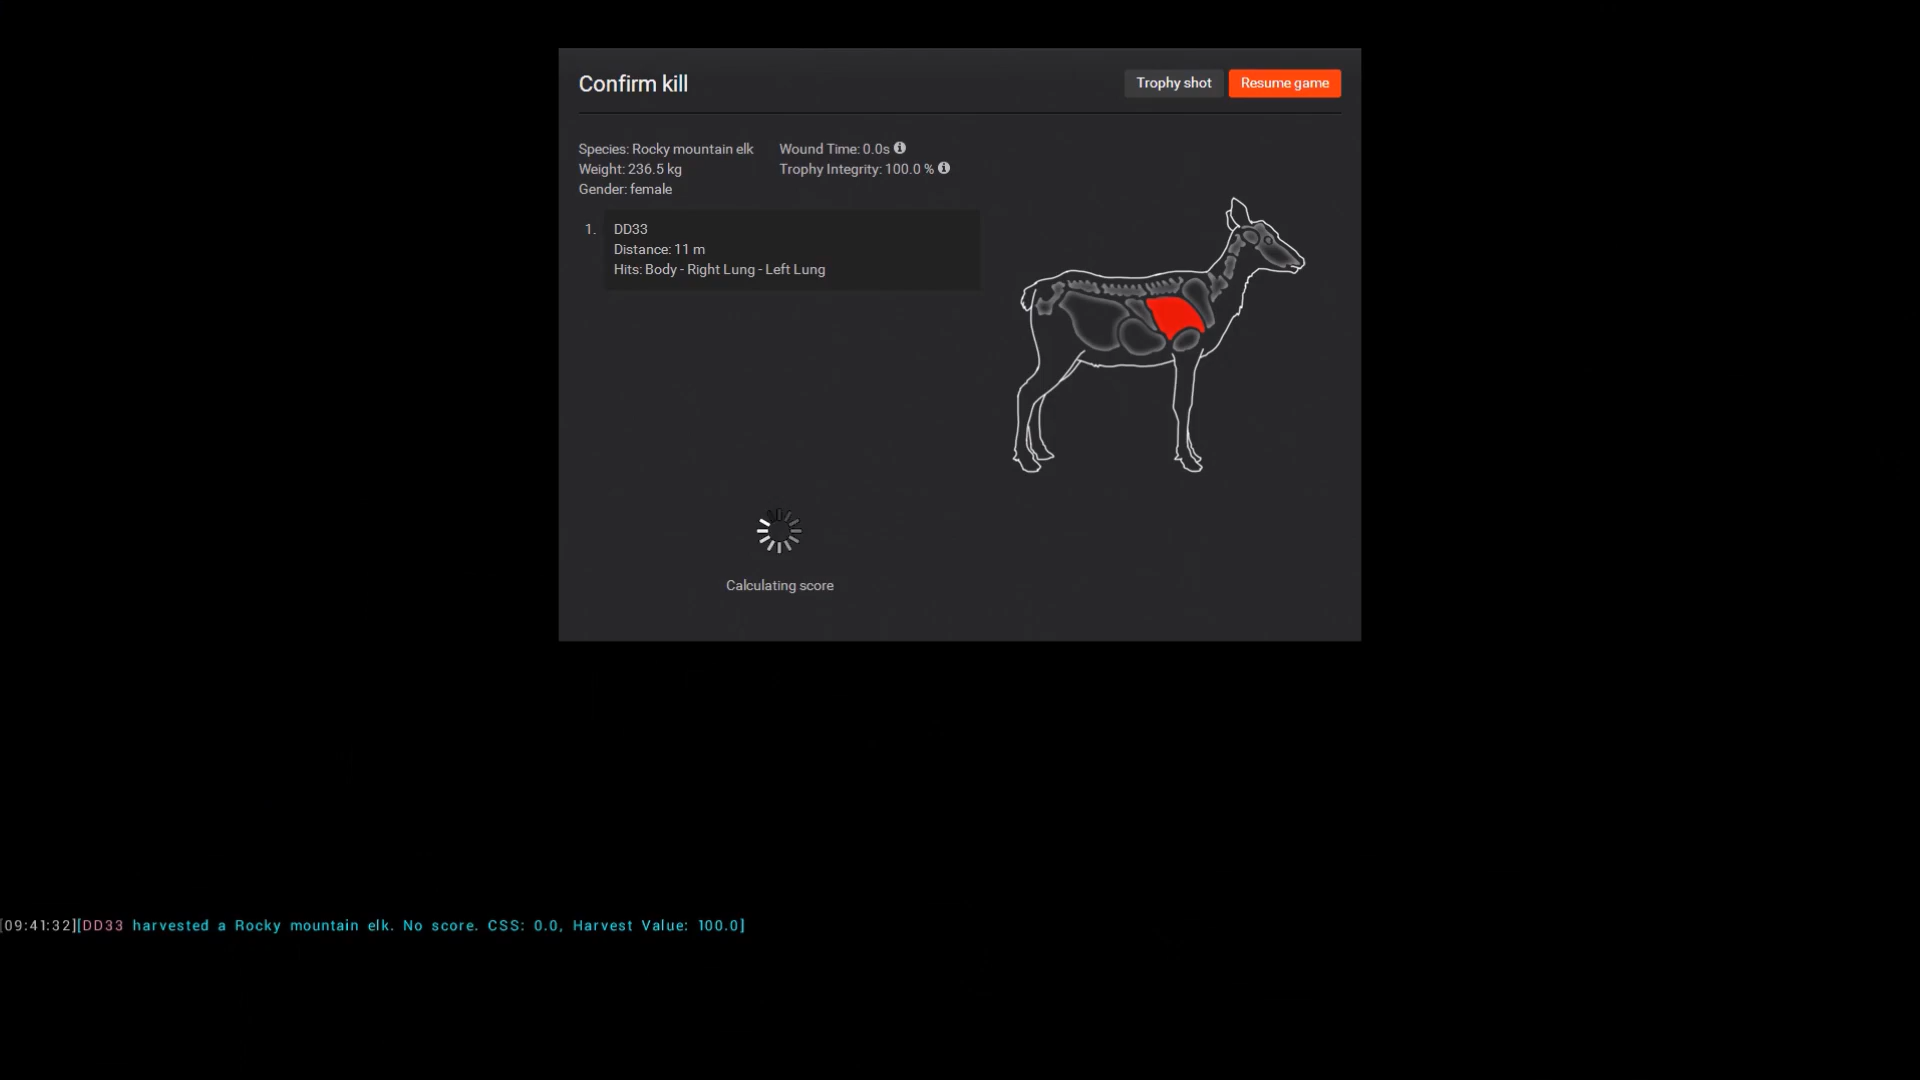 Confirm kill
Trophy shot
Resume game
Species: Rocky mountain elk
Weight: 236.5 kg
Gender: female
Wound Time: 0.0s
Trophy Integrity: 100.0 %
1.
DD33
Distance: 11 m
Hits: Body - Right Lung - Left Lung
Calculating score
[09:41:32][DD33 harvested a Rocky mountain elk. No score. CSS: 0.0, Harvest Value: 100.0]